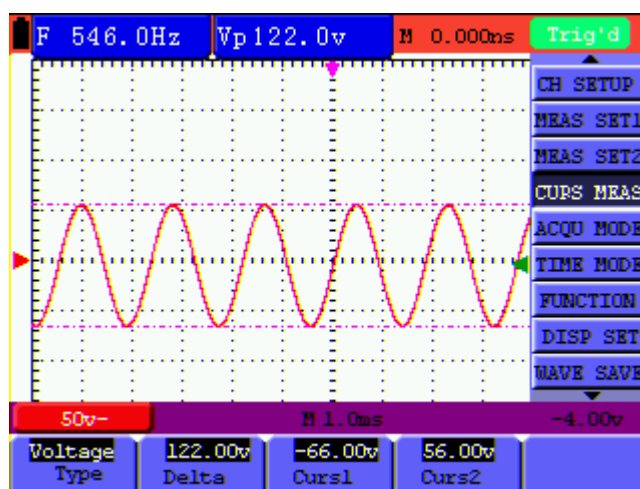 F 546.0Hz Vp122.0v M 0.000ns Trig'd
CH SETUP
MEAS SET1
MEAS SET2
CURS MEAS
ACQU MODE
TIME MODE
FUNCTION
DISP SET
WAVE SAVE
50v~ M 1.0ms -4.00v
Voltage 122.00v -66.00v 56.00v
Type Delta Curs1 Curs2